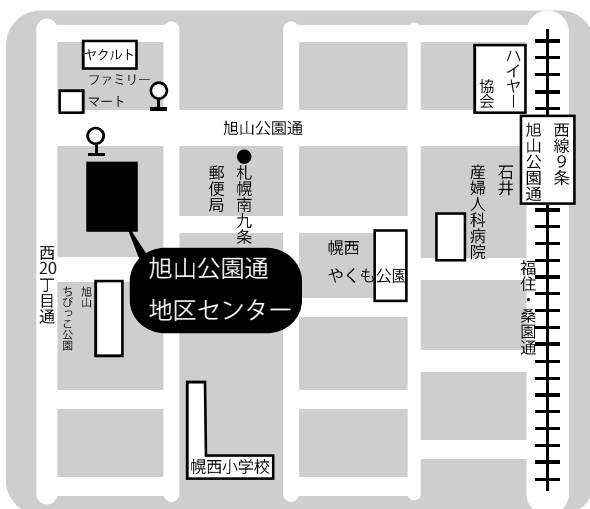 ヤクルト
ファミリー
マート
ハイヤー
協会
旭山公園通
西線9条
旭山公園通
札幌南九条
郵便局
石井
産婦人科病院
幌西
やくも公園
西20丁目通
旭山公園通
地区センター
旭山
ちびっこ公園
福住・桑園通
幌西小学校